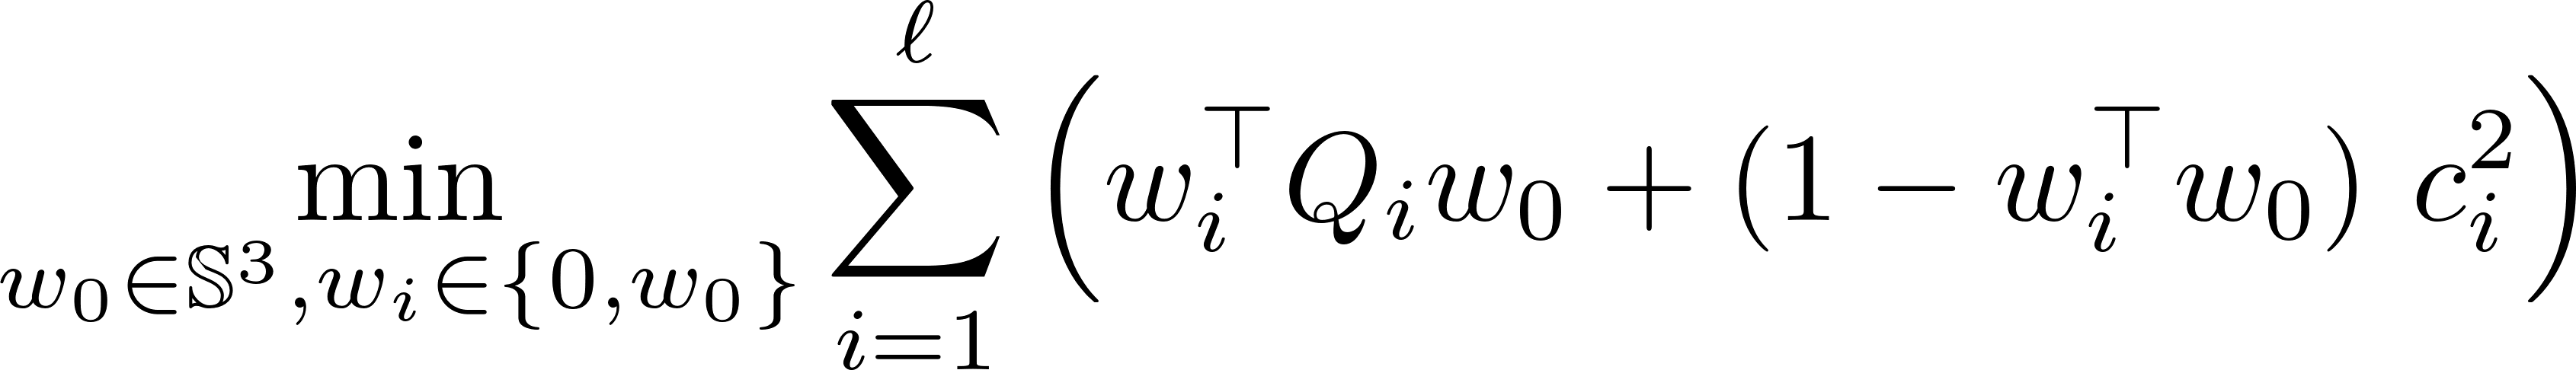 \min_{w_0 \in \mathbb{S}^3, w_i \in \{0, w_0\}} \sum_{i=1}^{\ell} \left( w_i^\top Q_i w_0 + (1 - w_i^\top w_0) \, c_i^2 \right)